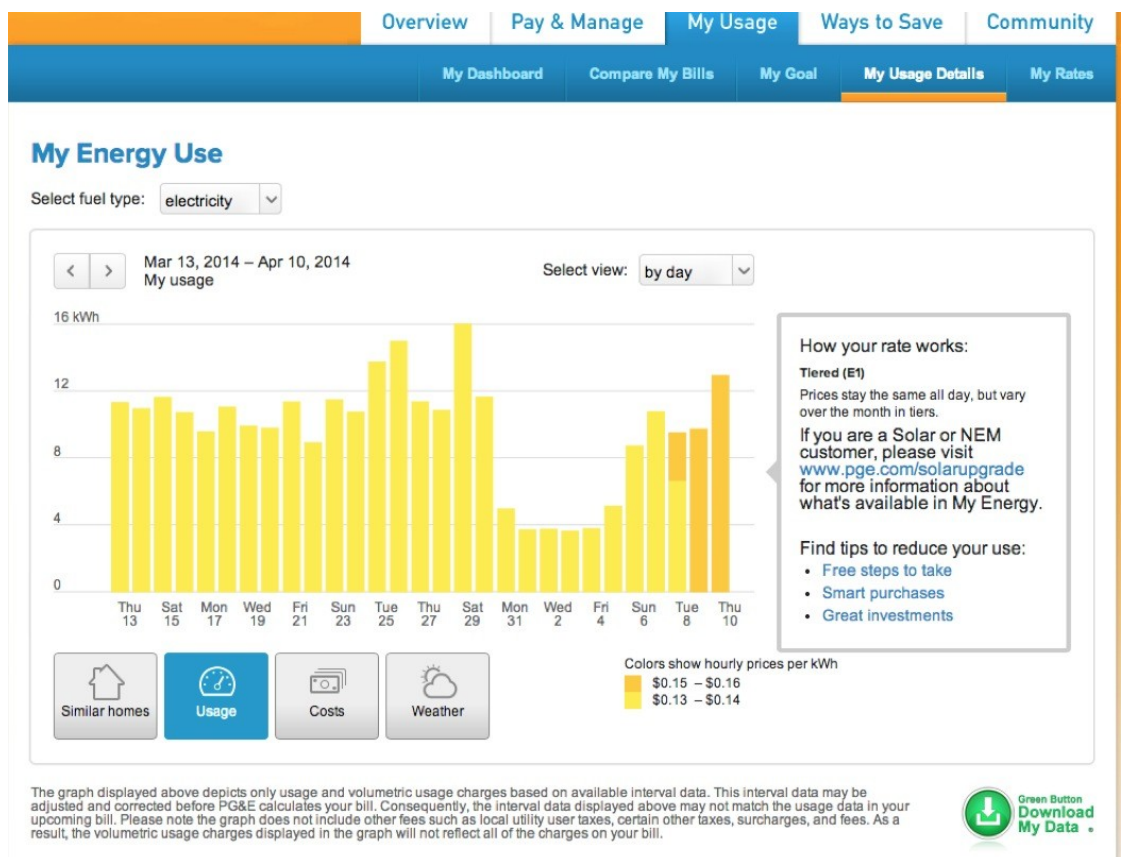 Overview Pay & Manage My Usage Ways to Save Community
My Dashboard Compare My Bills My Goal My Usage Details My Rates
My Energy Use
Select fuel type: electricity
Mar 13, 2014 – Apr 10, 2014
My usage
Select view: by day
16 kWh
12
8
4
0
Thu Sat Mon Wed Fri Sun Tue Thu Sat Mon Wed Fri Sun Tue Thu
13 15 17 19 21 23 25 27 29 31 2 4 6 8 10
How your rate works:
Tiered (E1)
Prices stay the same all day, but vary
over the month in tiers.
If you are a Solar or NEM
customer, please visit
www.pge.com/solarupgrade
for more information about
what's available in My Energy.
Find tips to reduce your use:
• Free steps to take
• Smart purchases
• Great investments
Similar homes Usage Costs Weather
Colors show hourly prices per kWh
$0.15 – $0.16
$0.13 – $0.14
The graph displayed above depicts only usage and volumetric usage charges based on available interval data. This interval data may be
adjusted and corrected before PG&E calculates your bill. Consequently, the interval data displayed above may not match the usage data in your
upcoming bill. Please note the graph does not include other fees such as local utility user taxes, certain other taxes, surcharges, and fees. As a
result, the volumetric usage charges displayed in the graph will not reflect all of the charges on your bill.
Green Button
Download
My Data